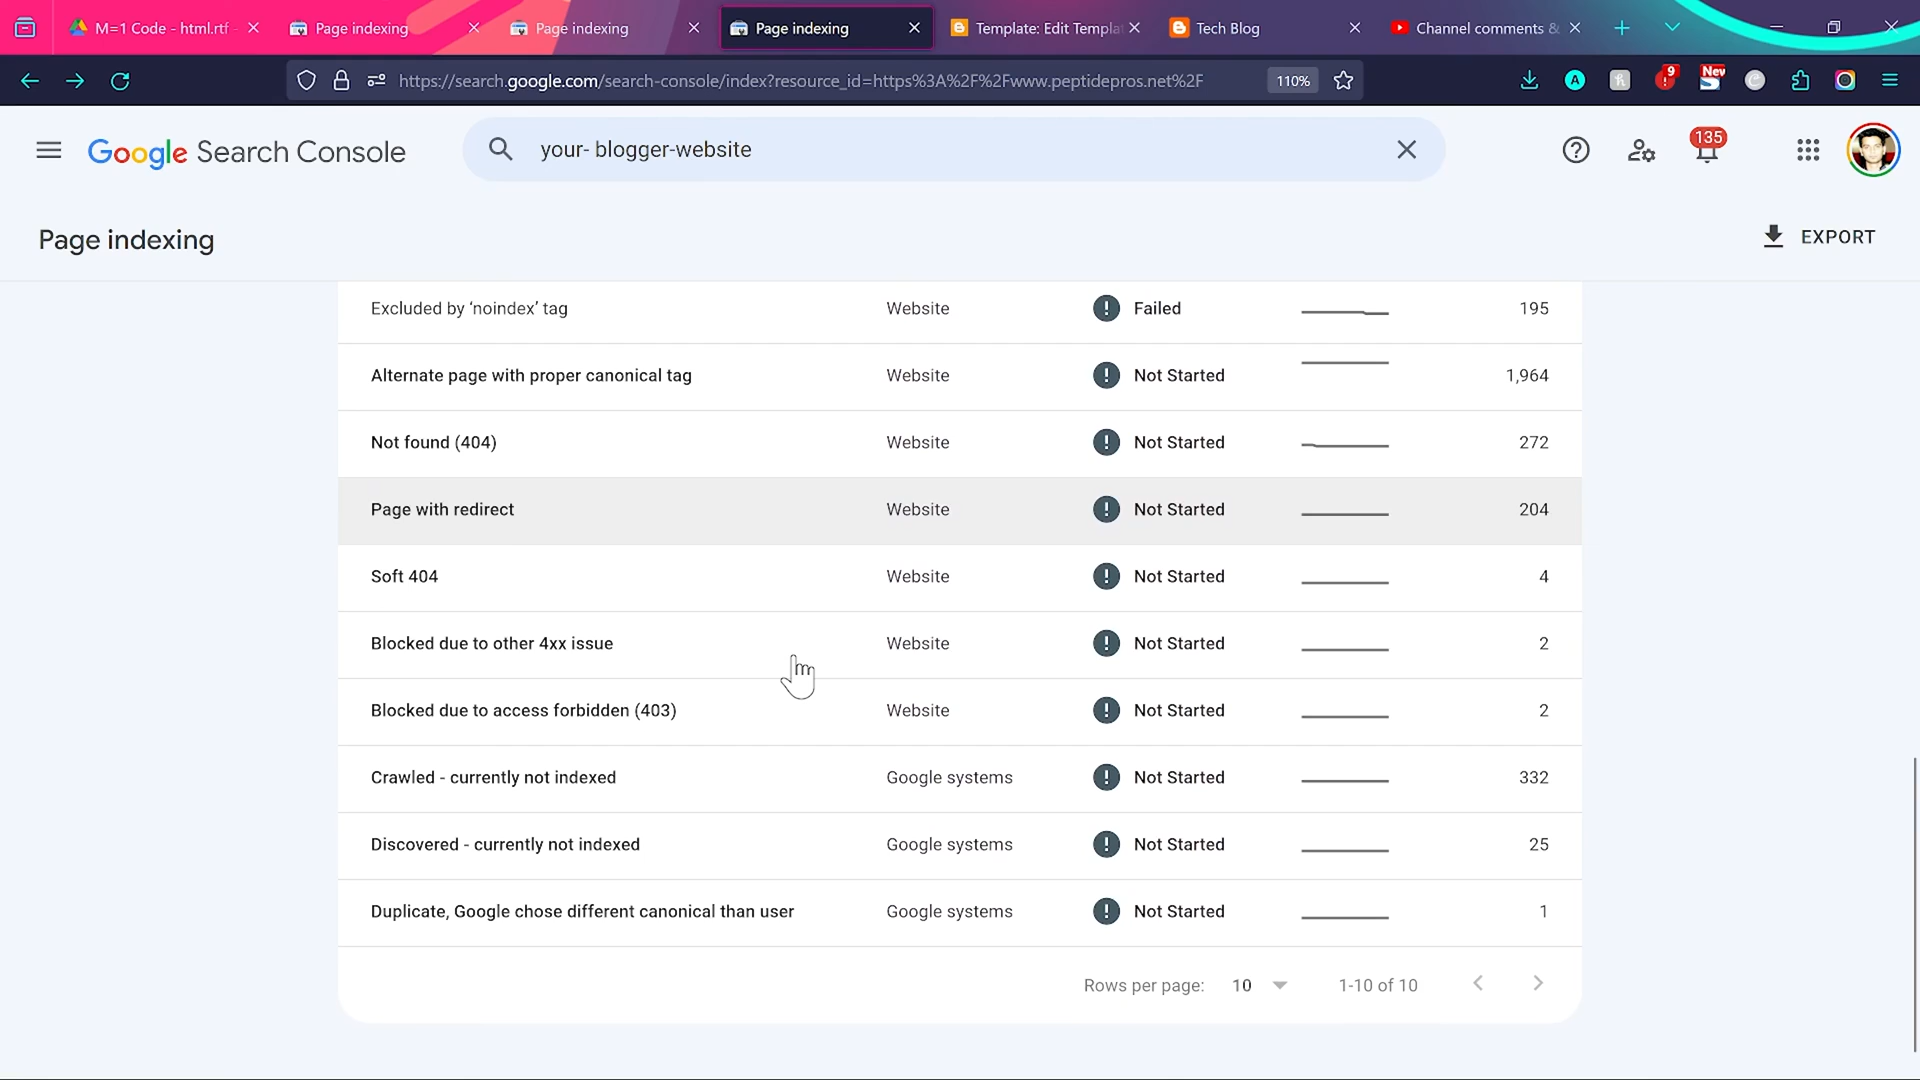 M=1 Code - html.rtf
Page indexing
Page indexing
Page indexing
Template: Edit Templa
Tech Blog
Channel comments &
https://search.google.com/search-console/index?resource_id=https%3A%2F%2Fwww.peptidepros.net%2F
110%
A
9
New
Google Search Console
your- blogger-website
135
Page indexing
EXPORT
Excluded by ‘noindex’ tag Website Failed 195
Alternate page with proper canonical tag Website Not Started 1,964
Not found (404) Website Not Started 272
Page with redirect Website Not Started 204
Soft 404 Website Not Started 4
Blocked due to other 4xx issue Website Not Started 2
Blocked due to access forbidden (403) Website Not Started 2
Crawled - currently not indexed Google systems Not Started 332
Discovered - currently not indexed Google systems Not Started 25
Duplicate, Google chose different canonical than user Google systems Not Started 1
Rows per page: 10 1-10 of 10